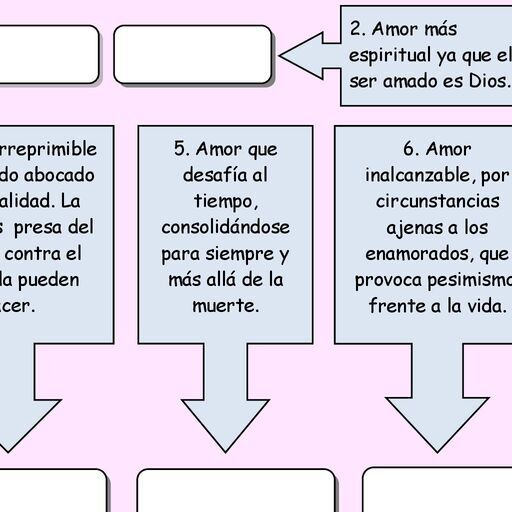 2. Amor más
espiritual ya que el
ser amado es Dios.
rreprimible
do abocado
alidad. La
s presa del
contra el
la pueden
cer.
5. Amor que
desafía al
tiempo,
consolidándose
para siempre y
más allá de la
muerte.
6. Amor
inalcanzable, por
circunstancias
ajenas a los
enamorados, que
provoca pesimismo
frente a la vida.